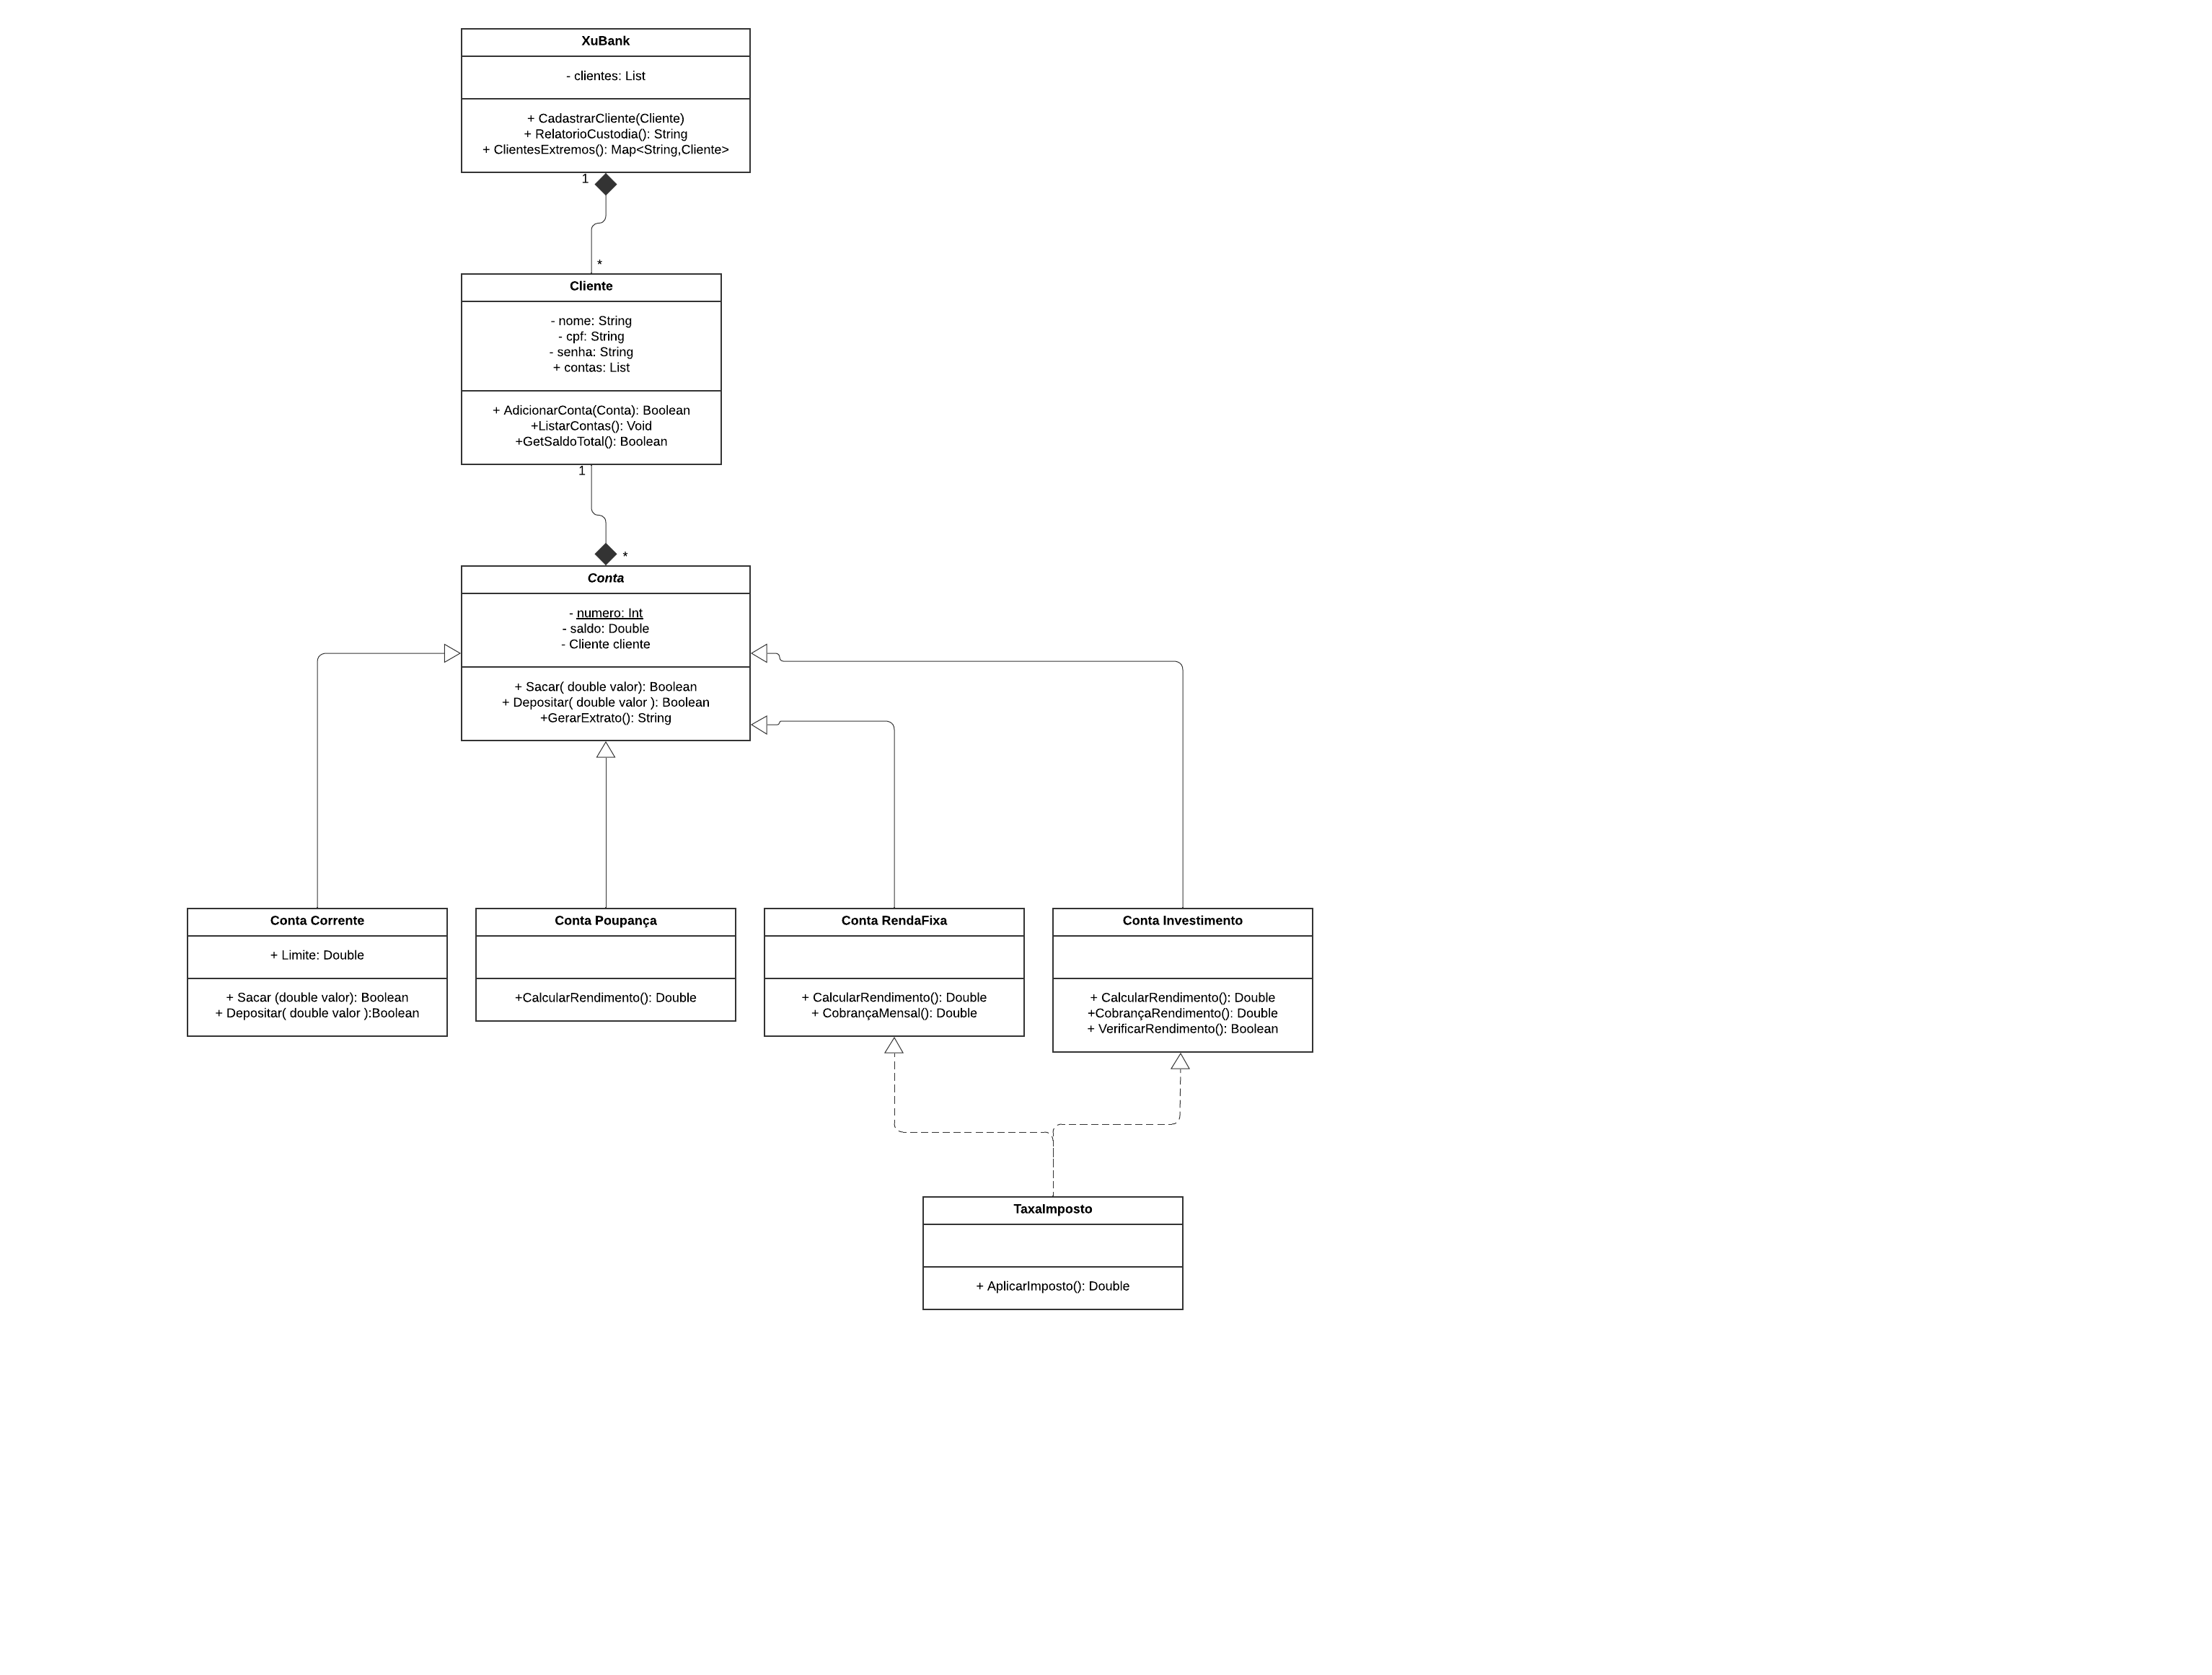 XuBank
- clientes: List
+ CadastrarCliente(Cliente)
+ RelatorioCustodia(): String
+ ClientesExtremos(): Map<String,Cliente>
1
*
Cliente
- nome: String
- cpf: String
- senha: String
+ contas: List
+ AdicionarConta(Conta): Boolean
+ListarContas(): Void
+GetSaldoTotal(): Boolean
1
*
Conta
- numero: Int
- saldo: Double
- Cliente cliente
+ Sacar( double valor): Boolean
+ Depositar( double valor ): Boolean
+GerarExtrato(): String
Conta Corrente
+ Limite: Double
+ Sacar (double valor): Boolean
+ Depositar( double valor ):Boolean
Conta Poupança
+CalcularRendimento(): Double
Conta RendaFixa
+ CalcularRendimento(): Double
+ CobrançaMensal(): Double
Conta Investimento
+ CalcularRendimento(): Double
+CobrançaRendimento(): Double
+ VerificarRendimento(): Boolean
TaxaImposto
+ AplicarImposto(): Double